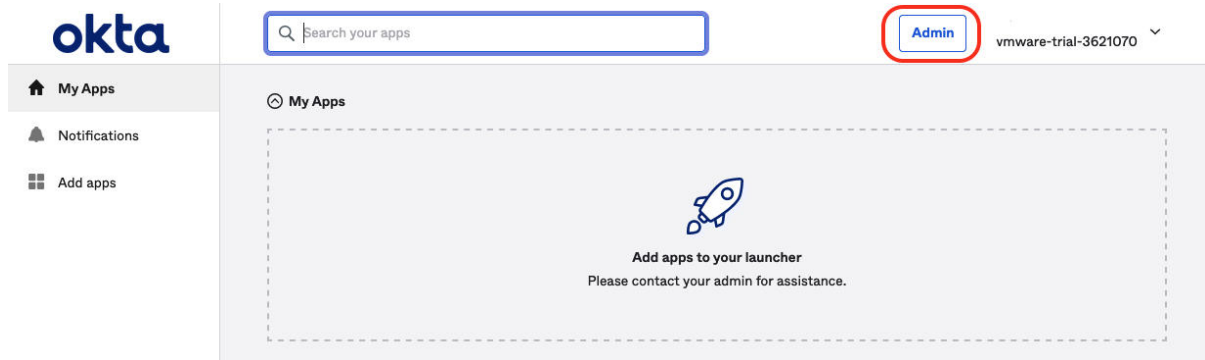 okta
Search your apps
Admin
vmware-trial-3621070
My Apps
Notifications
Add apps
My Apps
Add apps to your launcher
Please contact your admin for assistance.